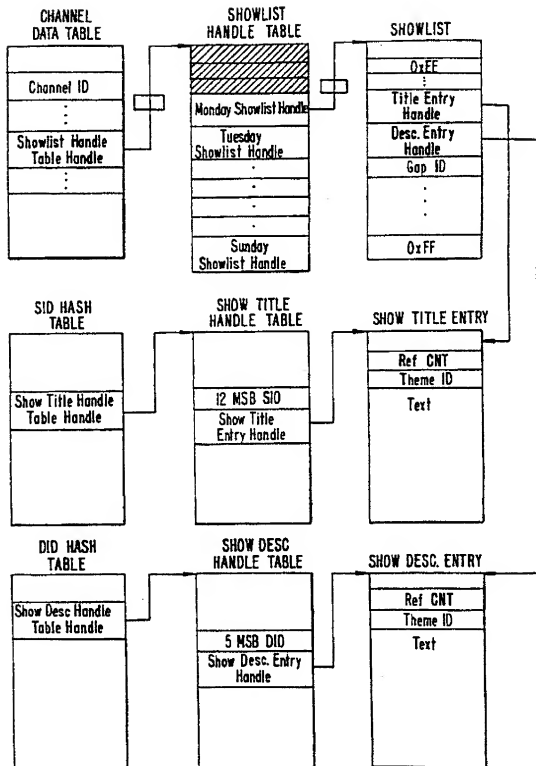 CHANNEL
DATA TABLE
Channel ID
Showlist Handle
Table Handle
SHOWLIST
HANDLE TABLE
Monday Showlist Handle
Tuesday
Showlist Handle
Sunday
Showlist Handle
SHOWLIST
0xEE
Title Entry
Handle
Desc. Entry
Handle
Gap ID
0xFF
SID HASH
TABLE
Show Title Handle
Table Handle
SHOW TITLE
HANDLE TABLE
12 MSB SIO
Show Title
Entry Handle
SHOW TITLE ENTRY
Ref CNT
Theme ID
Text
DID HASH
TABLE
Show Desc Handle
Table Handle
SHOW DESC
HANDLE TABLE
5 MSB DIO
Show Desc. Entry
Handle
SHOW DESC. ENTRY
Ref CNT
Theme ID
Text